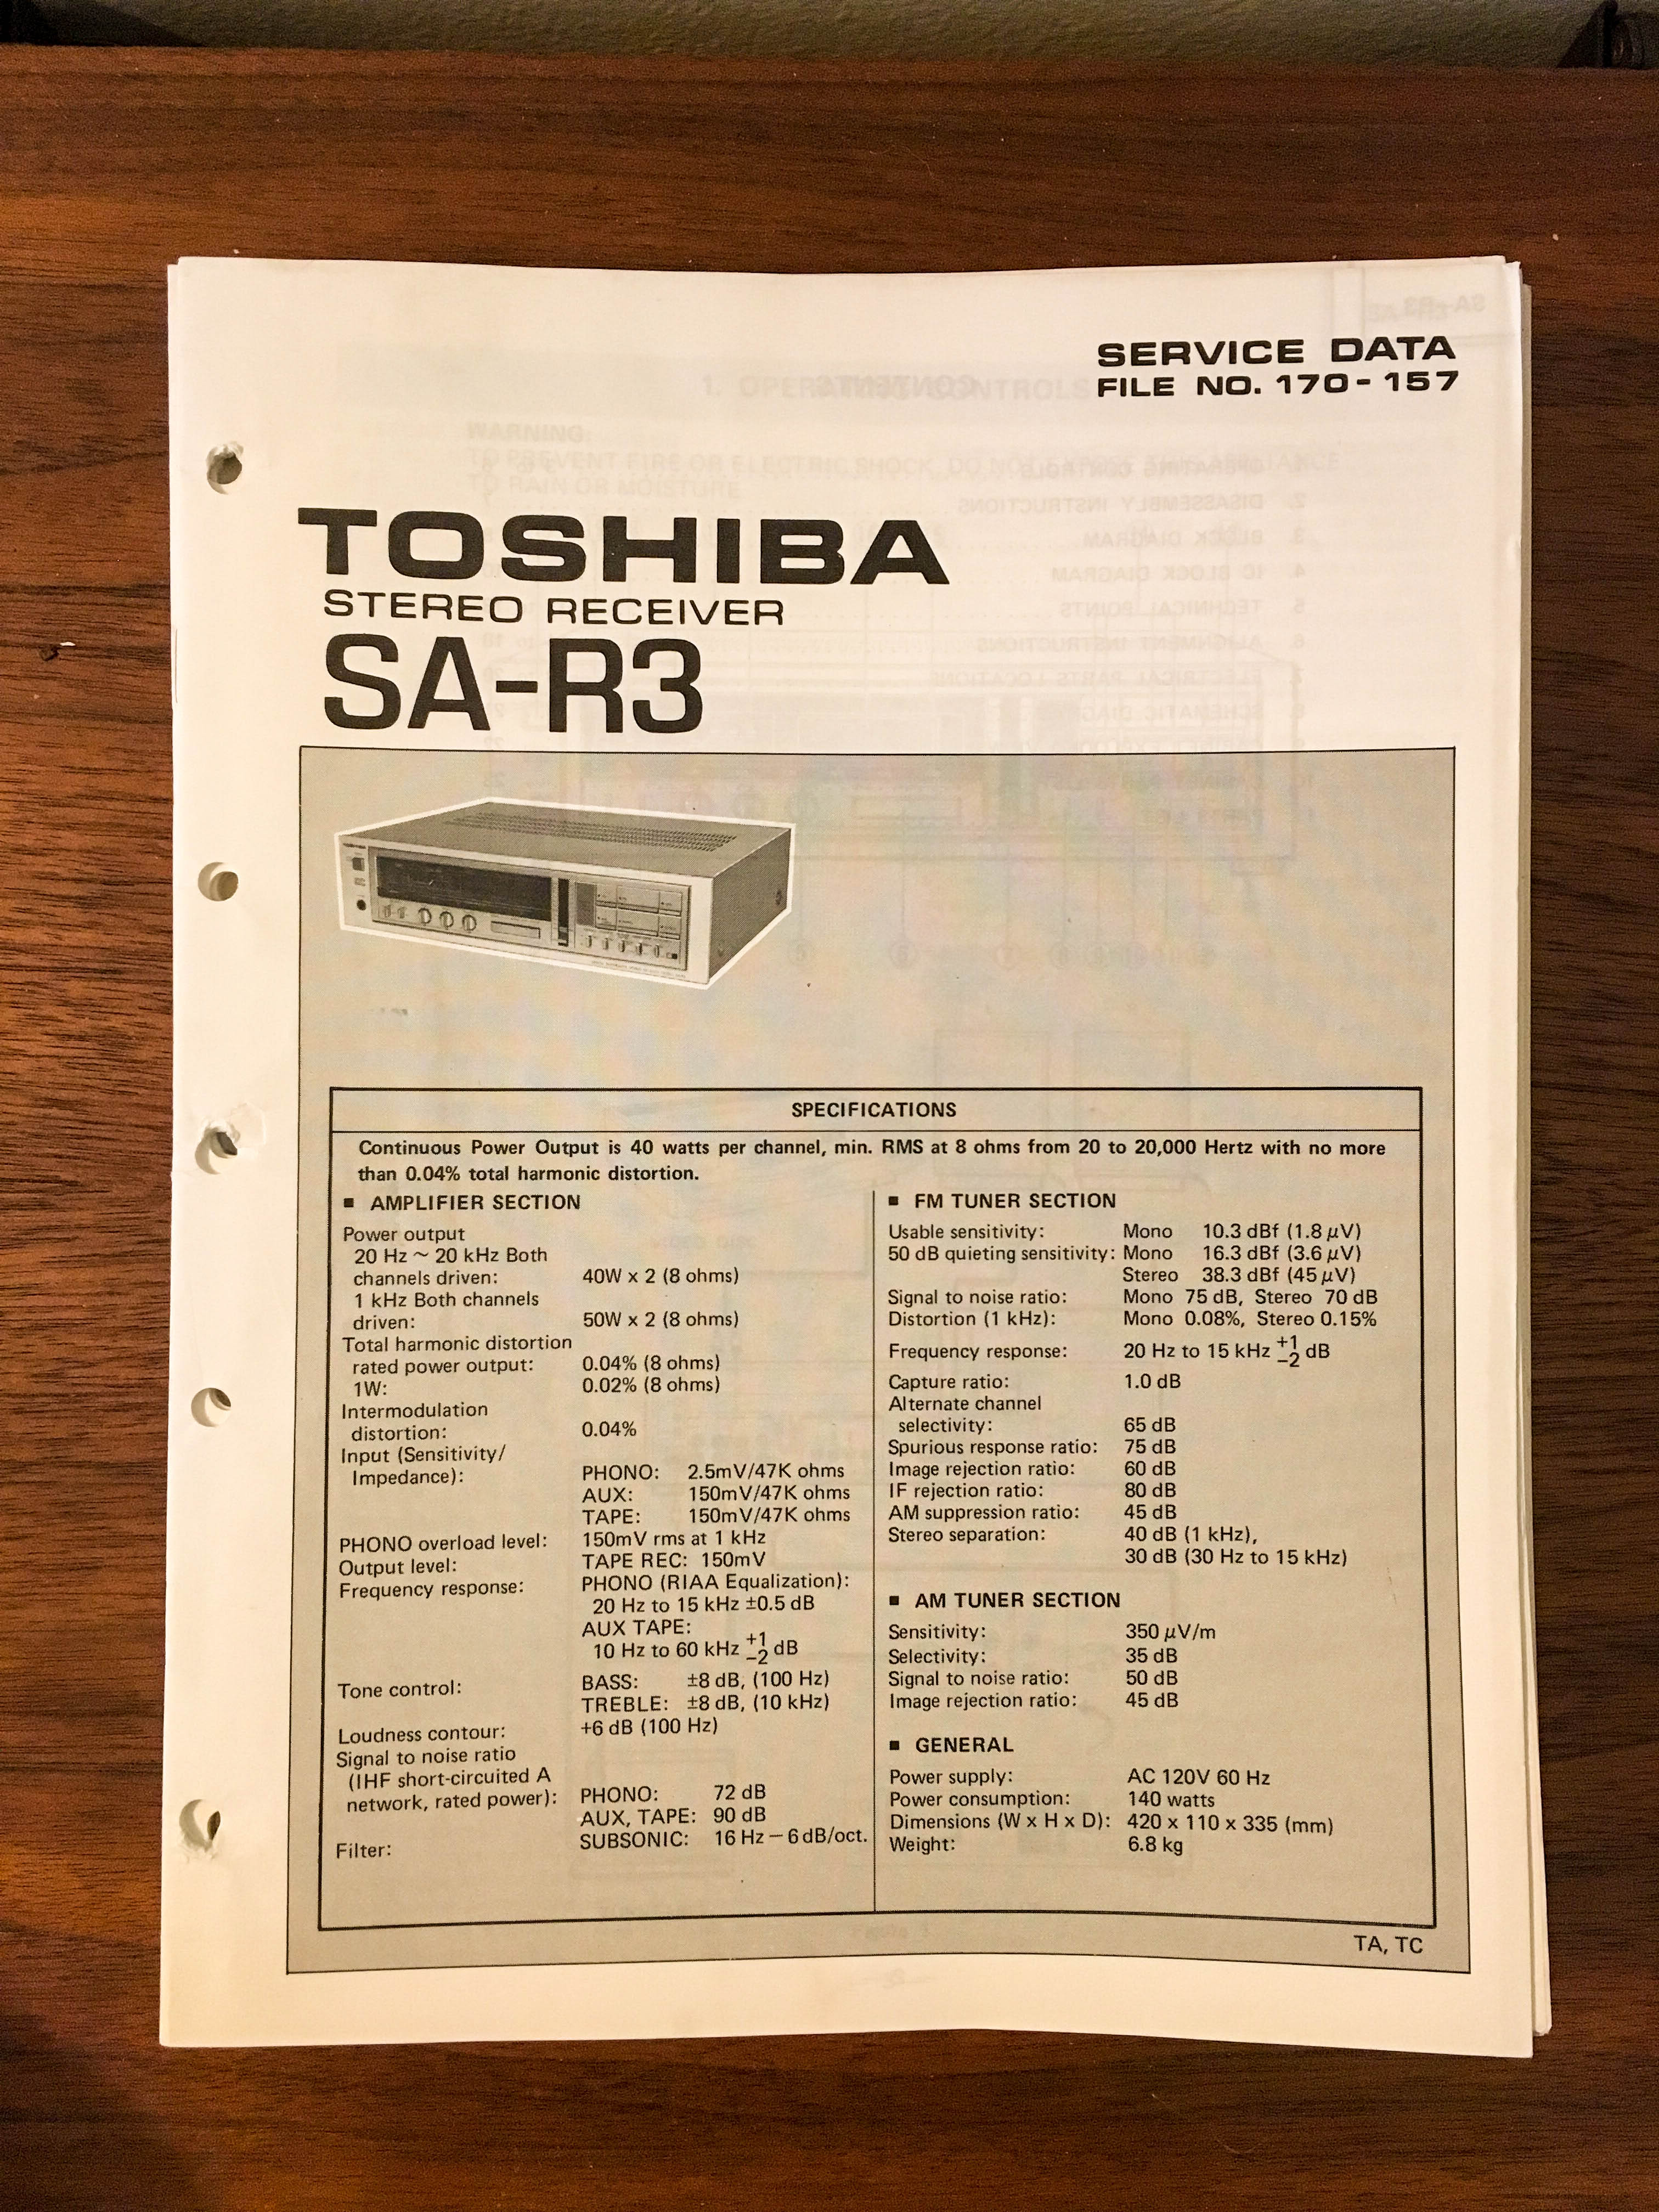 SERVICE DATA
FILE NO. 170-157
TOSHIBA
STEREO RECEIVER
SA-R3
SPECIFICATIONS
Continuous Power Output is 40 watts per channel, min. RMS at 8 ohms from 20 to 20,000 Hertz with no more
than 0.04% total harmonic distortion.
■ AMPLIFIER SECTION
Power output
20 Hz ~ 20 kHz Both
channels driven: 40W x 2 (8 ohms)
1 kHz Both channels
driven: 50W x 2 (8 ohms)
Total harmonic distortion
rated power output: 0.04% (8 ohms)
1W: 0.02% (8 ohms)
Intermodulation
distortion: 0.04%
Input (Sensitivity/
Impedance): PHONO: 2.5mV/47K ohms
AUX: 150mV/47K ohms
TAPE: 150mV/47K ohms
PHONO overload level: 150mV rms at 1 kHz
Output level: TAPE REC: 150mV
Frequency response: PHONO (RIAA Equalization):
20 Hz to 15 kHz ±0.5 dB
AUX TAPE:
10 Hz to 60 kHz +1 −2 dB
Tone control: BASS: ±8 dB, (100 Hz)
TREBLE: ±8 dB, (10 kHz)
Loudness contour: +6 dB (100 Hz)
Signal to noise ratio
(IHF short-circuited A
network, rated power): PHONO: 72 dB
AUX, TAPE: 90 dB
Filter: SUBSONIC: 16 Hz − 6 dB/oct.
■ FM TUNER SECTION
Usable sensitivity: Mono 10.3 dBf (1.8 μV)
50 dB quieting sensitivity: Mono 16.3 dBf (3.6 μV)
Stereo 38.3 dBf (45 μV)
Signal to noise ratio: Mono 75 dB, Stereo 70 dB
Distortion (1 kHz): Mono 0.08%, Stereo 0.15%
Frequency response: 20 Hz to 15 kHz +1 −2 dB
Capture ratio: 1.0 dB
Alternate channel
selectivity: 65 dB
Spurious response ratio: 75 dB
Image rejection ratio: 60 dB
IF rejection ratio: 80 dB
AM suppression ratio: 45 dB
Stereo separation: 40 dB (1 kHz),
30 dB (30 Hz to 15 kHz)
■ AM TUNER SECTION
Sensitivity: 350 μV/m
Selectivity: 35 dB
Signal to noise ratio: 50 dB
Image rejection ratio: 45 dB
■ GENERAL
Power supply: AC 120V 60 Hz
Power consumption: 140 watts
Dimensions (W x H x D): 420 x 110 x 335 (mm)
Weight: 6.8 kg
TA, TC